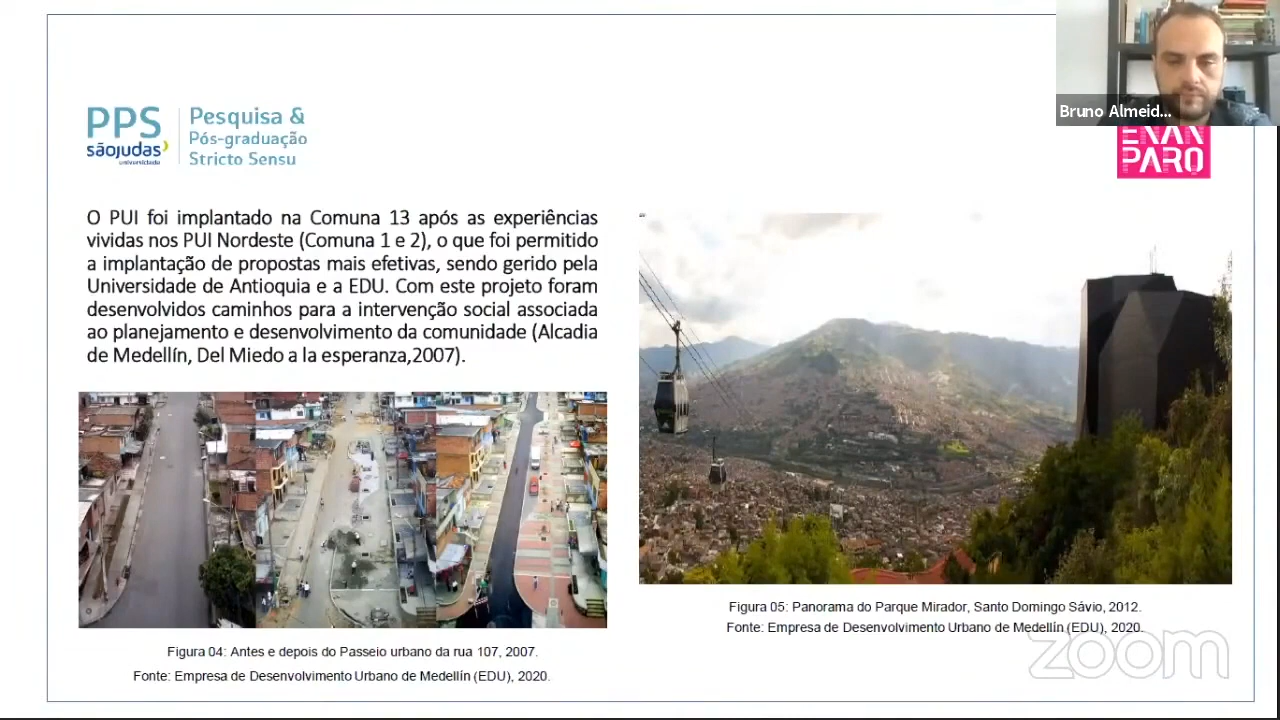 Bruno Almeid...
PPS
sãojudas
universidade
Pesquisa &
Pós-graduação
Stricto Sensu
ENAN
PARQ
O PUI foi implantado na Comuna 13 após as experiências
vividas nos PUI Nordeste (Comuna 1 e 2), o que foi permitido
a implantação de propostas mais efetivas, sendo gerido pela
Universidade de Antioquia e a EDU. Com este projeto foram
desenvolvidos caminhos para a intervenção social associada
ao planejamento e desenvolvimento da comunidade (Alcadia
de Medellín, Del Miedo a la esperanza,2007).
Figura 04: Antes e depois do Passeio urbano da rua 107, 2007.
Fonte: Empresa de Desenvolvimento Urbano de Medellín (EDU), 2020.
Figura 05: Panorama do Parque Mirador, Santo Domingo Sávio, 2012.
Fonte: Empresa de Desenvolvimento Urbano de Medellín (EDU), 2020.
zoom